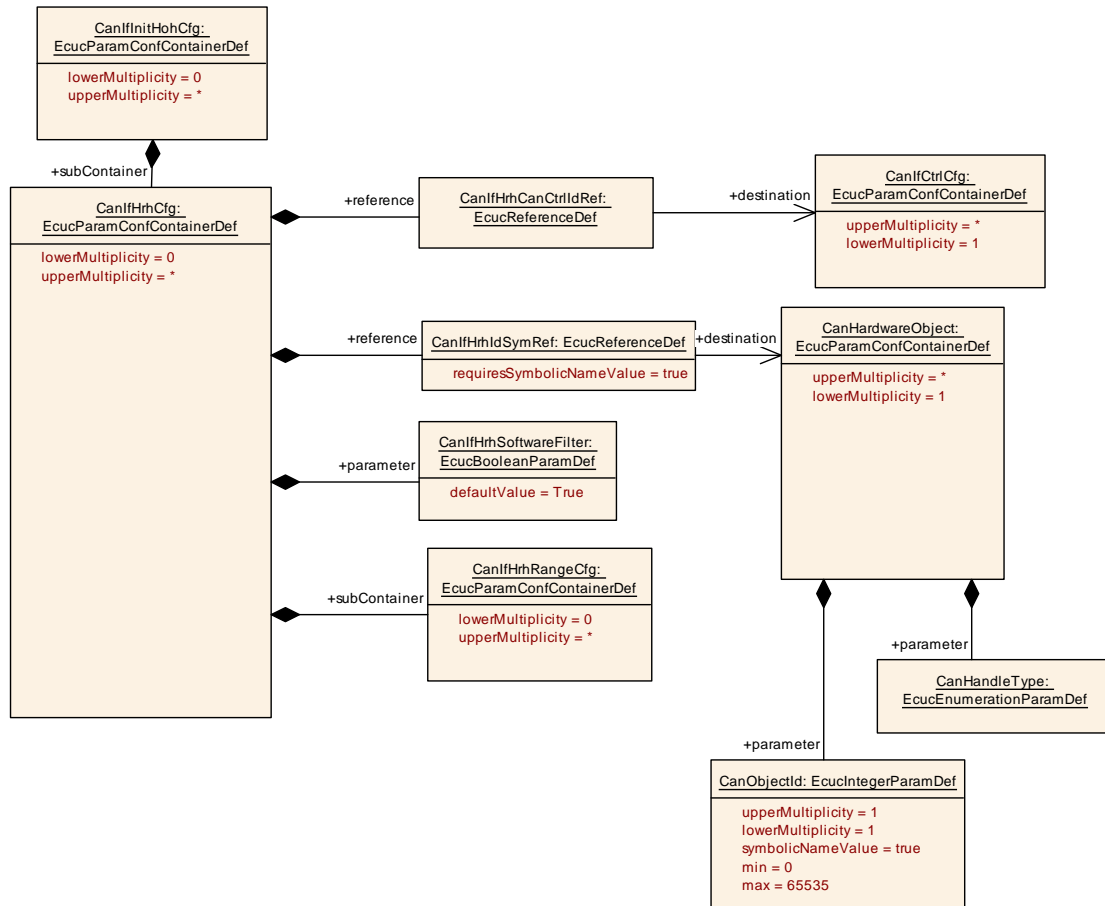 CanIfInitHohCfg:
EcucParamConfContainerDef
lowerMultiplicity = 0
upperMultiplicity = *
+subContainer
CanIfHrhCfg:
EcucParamConfContainerDef
lowerMultiplicity = 0
upperMultiplicity = *
+reference
CanIfHrhCanCtrlIdRef:
EcucReferenceDef
+destination
CanIfCtrlCfg:
EcucParamConfContainerDef
upperMultiplicity = *
lowerMultiplicity = 1
+reference
CanIfHrhIdSymRef: EcucReferenceDef
requiresSymbolicNameValue = true
+destination
CanHardwareObject:
EcucParamConfContainerDef
upperMultiplicity = *
lowerMultiplicity = 1
+parameter
CanIfHrhSoftwareFilter:
EcucBooleanParamDef
defaultValue = True
+subContainer
CanIfHrhRangeCfg:
EcucParamConfContainerDef
lowerMultiplicity = 0
upperMultiplicity = *
+parameter
CanHandleType:
EcucEnumerationParamDef
+parameter
CanObjectId: EcucIntegerParamDef
upperMultiplicity = 1
lowerMultiplicity = 1
symbolicNameValue = true
min = 0
max = 65535